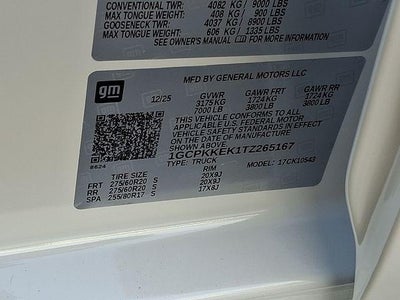 CONVENTIONAL TWR: 4082 KG/ 9000 LBS
MAX TONGUE WEIGHT: 408 KG/ 900 LBS
GOOSENECK TWR: 4037 KG/ 8900 LBS
MAX TONGUE WEIGHT: 606 KG/ 1335 LBS
SEE OWNER'S MANUAL FOR MORE INFORMATION
gm
MFD BY GENERAL MOTORS LLC
12/25 GVWR GAWR FRT GAWR RR
3175KG 1724KG 1724KG
7000 LB 3800 LB 3800 LB
THIS VEHICLE CONFORMS TO ALL
APPLICABLE U.S. FEDERAL MOTOR
VEHICLE SAFETY AND THEFT
PREVENTION STANDARDS IN EFFECT
ON THE DATE OF MANUFACTURE
SHOWN ABOVE.
1GCPKKEK1TZ265167
8624
TYPE: TRUCK MODEL: 17CK10543
TIRE SIZE RIM
FRT 275/60R20 S 20X9J
RR 275/60R20 S 20X9J
SPA 255/80R17 S 17X8J